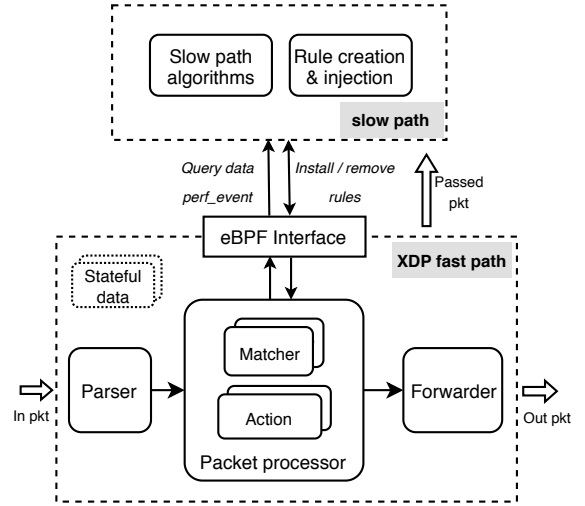 Slow path
algorithms
Rule creation
& injection
slow path
Query data
perf_event
Install / remove
rules
Passed
pkt
eBPF Interface
XDP fast path
Stateful
data
Matcher
Action
Packet processor
Parser
Forwarder
In pkt
Out pkt